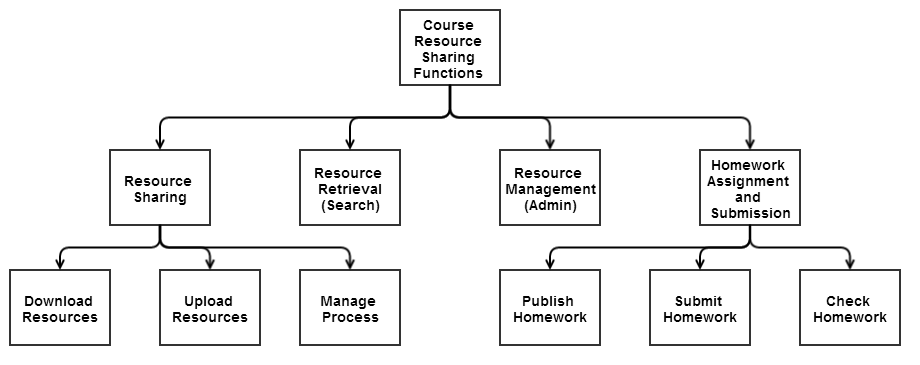 Course
Resource
Sharing
Functions
Resource
Sharing
Resource
Retrieval
(Search)
Resource
Management
(Admin)
Homework
Assignment
and
Submission
Download
Resources
Upload
Resources
Manage
Process
Publish
Homework
Submit
Homework
Check
Homework